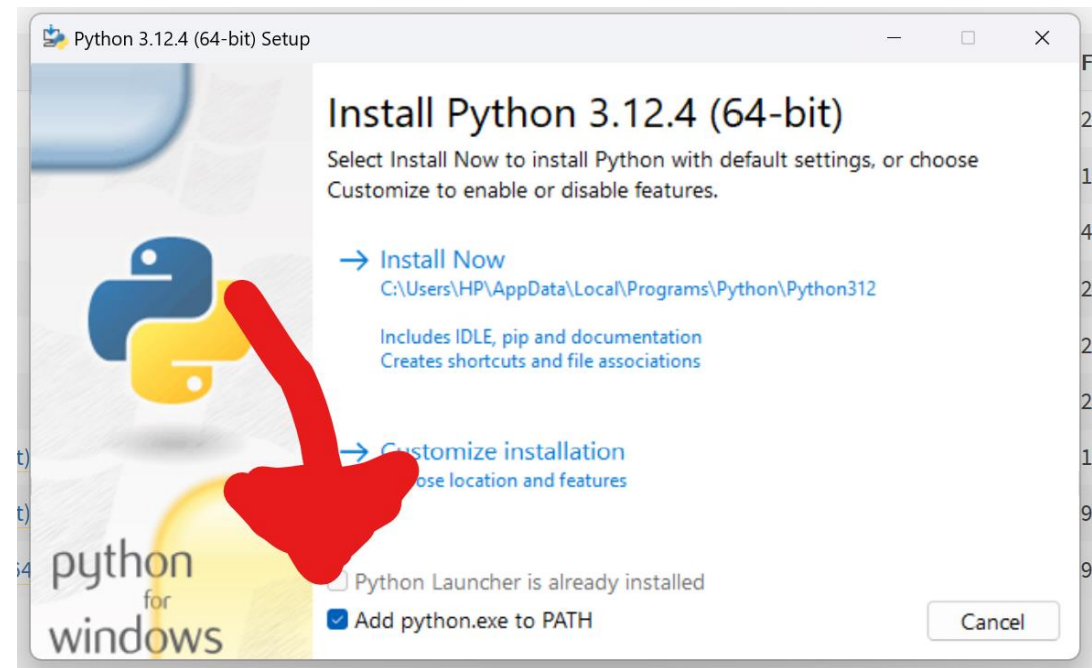 Python 3.12.4 (64-bit) Setup
Install Python 3.12.4 (64-bit)
Select Install Now to install Python with default settings, or choose
Customize to enable or disable features.
Install Now
C:\Users\HP\AppData\Local\Programs\Python\Python312
Includes IDLE, pip and documentation
Creates shortcuts and file associations
Customize installation
location and features
python
for
windows
Python Launcher is already installed
Add python.exe to PATH
Cancel